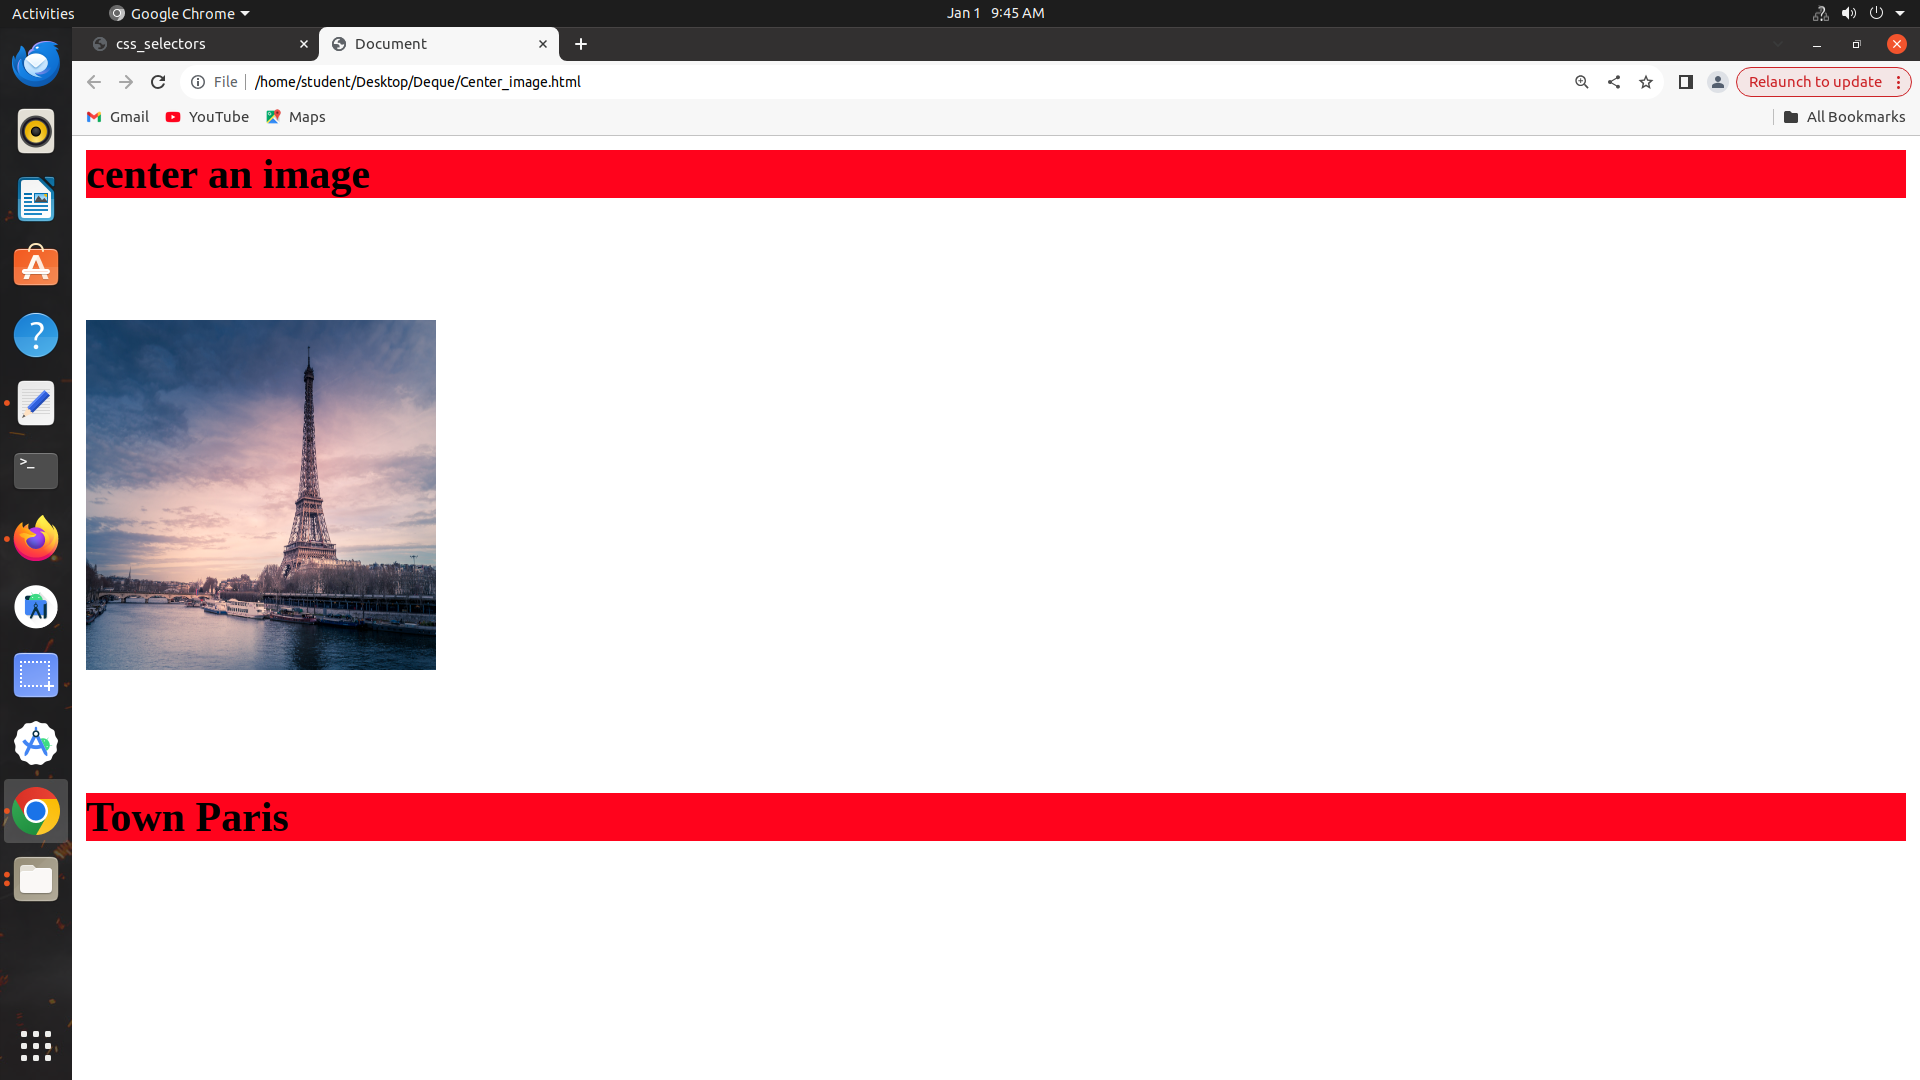 Activities
Google Chrome
Jan 1 9:45 AM
css_selectors
Document
File
/home/student/Desktop/Deque/Center_image.html
Relaunch to update
Gmail
YouTube
Maps
All Bookmarks
center an image
Town Paris